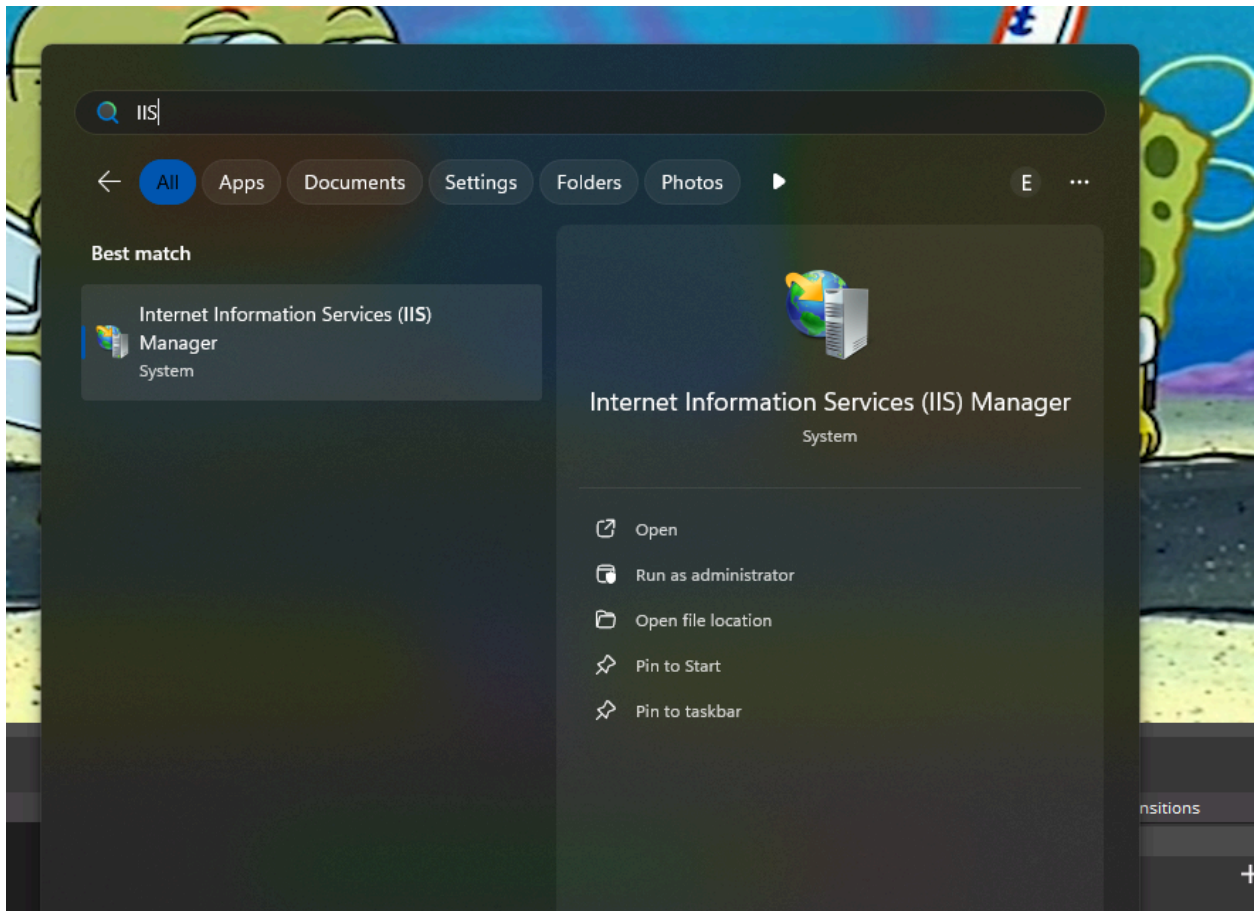 IIS
All Apps Documents Settings Folders Photos E ...
Best match
Internet Information Services (IIS)
Manager
System
Internet Information Services (IIS) Manager
System
Open
Run as administrator
Open file location
Pin to Start
Pin to taskbar
nsitions